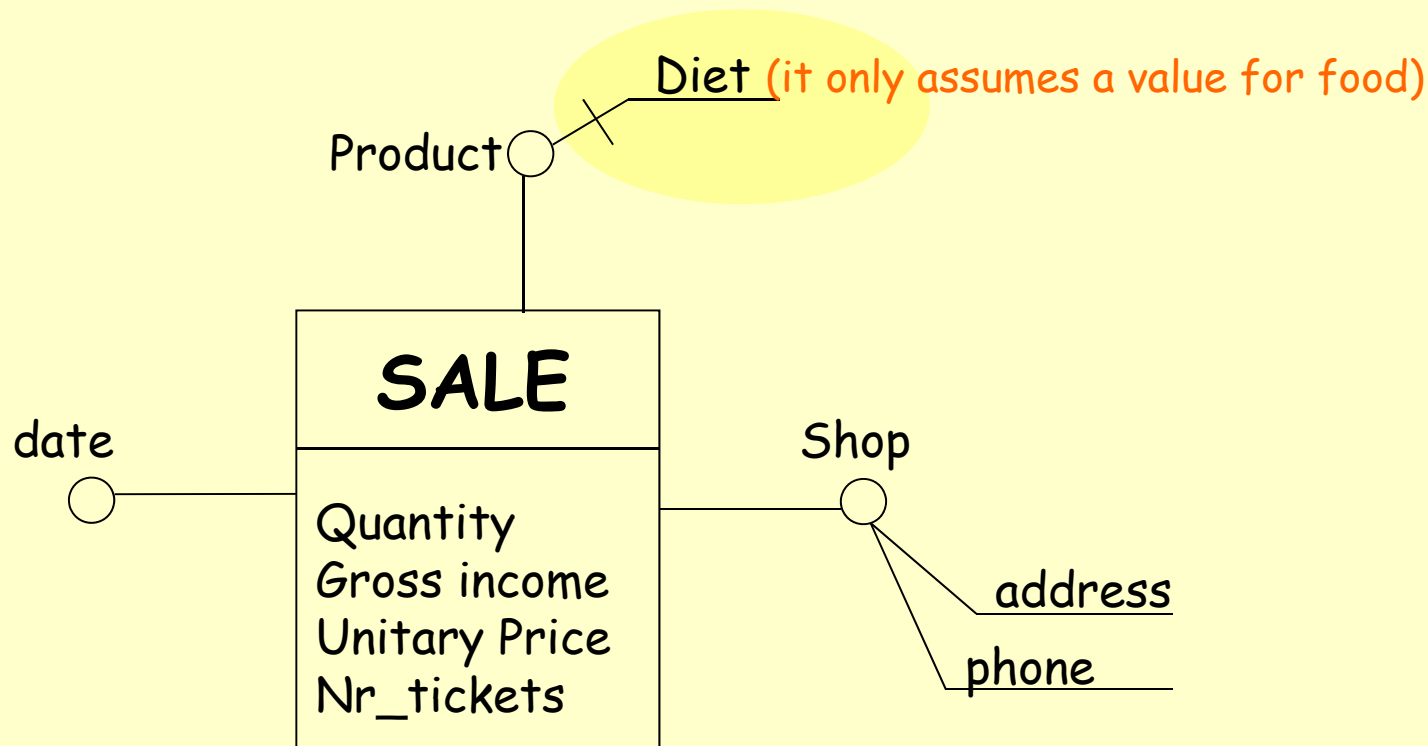 Diet (it only assumes a value for food)
Product
SALE
date
Shop
Quantity
Gross income
Unitary Price
Nr_tickets
address
phone